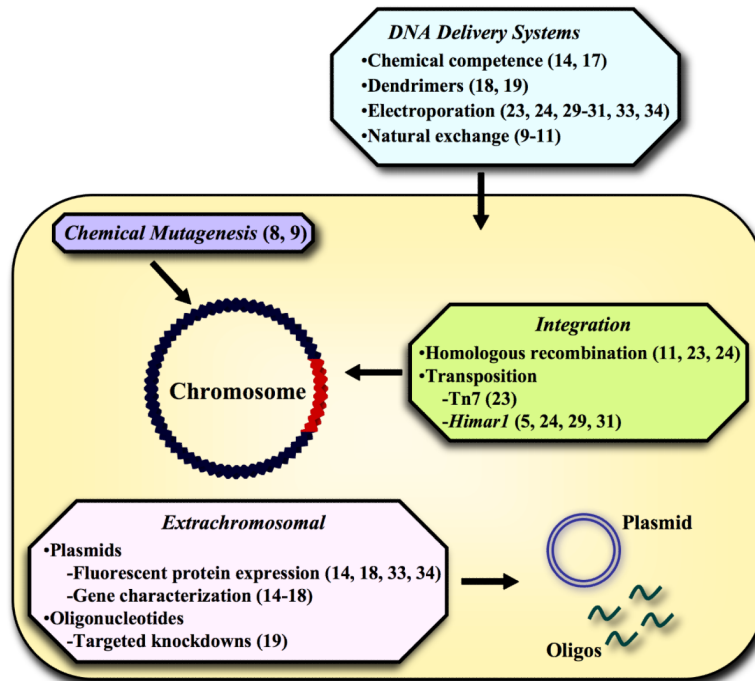 DNA Delivery Systems
•Chemical competence (14, 17)
•Dendrimers (18, 19)
•Electroporation (23, 24, 29-31, 33, 34)
•Natural exchange (9-11)
Chemical Mutagenesis (8, 9)
Chromosome
Integration
•Homologous recombination (11, 23, 24)
•Transposition
-Tn7 (23)
-Himar1 (5, 24, 29, 31)
Extrachromosomal
•Plasmids
-Fluorescent protein expression (14, 18, 33, 34)
-Gene characterization (14-18)
•Oligonucleotides
-Targeted knockdowns (19)
Plasmid
Oligos